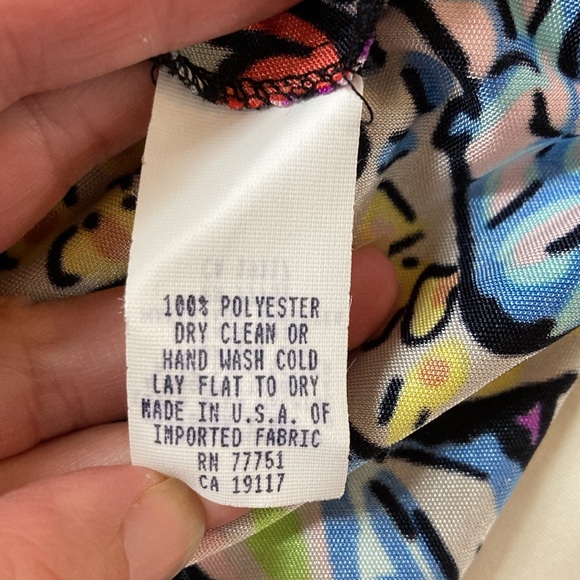 100% POLYESTER
DRY CLEAN OR
HAND WASH COLD
LAY FLAT TO DRY
MADE IN U.S.A. OF
IMPORTED FABRIC
RN 77751
CA 19117